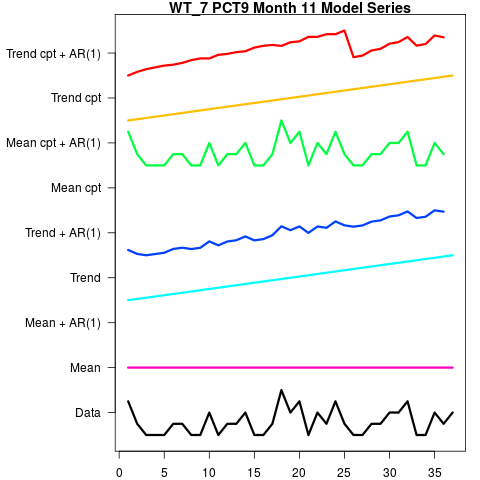 WT_7 PCT9 Month 11 Model Series
Trend cpt + AR(1)
Trend cpt
Mean cpt + AR(1)
Mean cpt
Trend + AR(1)
Trend
Mean + AR(1)
Mean
Data
0 5 10 15 20 25 30 35